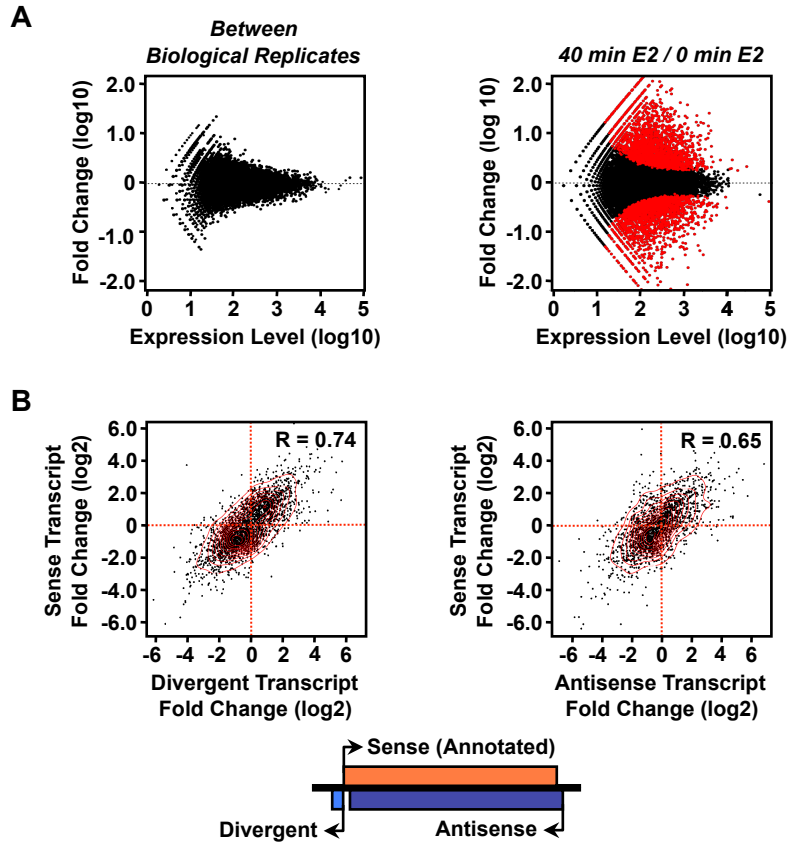 A
Between
Biological Replicates
40 min E2 / 0 min E2
Fold Change (log10)
2.0
1.0
0
-1.0
-2.0
0 1 2 3 4 5
Expression Level (log10)
Fold Change (log 10)
2.0
1.0
0
-1.0
-2.0
0 1 2 3 4 5
Expression Level (log10)
B
Sense Transcript
Fold Change (log2)
6.0
4.0
2.0
0
-2.0
-4.0
-6.0
R = 0.74
-6 -4 -2 0 2 4 6
Divergent Transcript
Fold Change (log2)
Sense Transcript
Fold Change (log2)
6.0
4.0
2.0
0
-2.0
-4.0
-6.0
R = 0.65
-6 -4 -2 0 2 4 6
Antisense Transcript
Fold Change (log2)
Sense (Annotated)
Divergent
Antisense